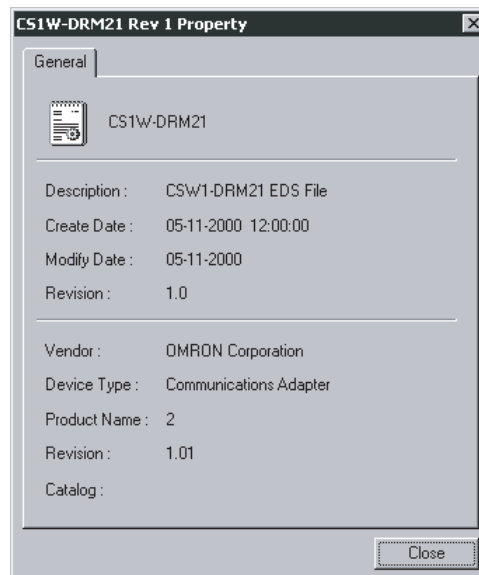 CS1W-DRM21 Rev 1 Property
General
CS1W-DRM21
Description : CSW1-DRM21 EDS File
Create Date : 05-11-2000 12:00:00
Modify Date : 05-11-2000
Revision : 1.0
Vendor : OMRON Corporation
Device Type : Communications Adapter
Product Name : 2
Revision : 1.01
Catalog :
Close